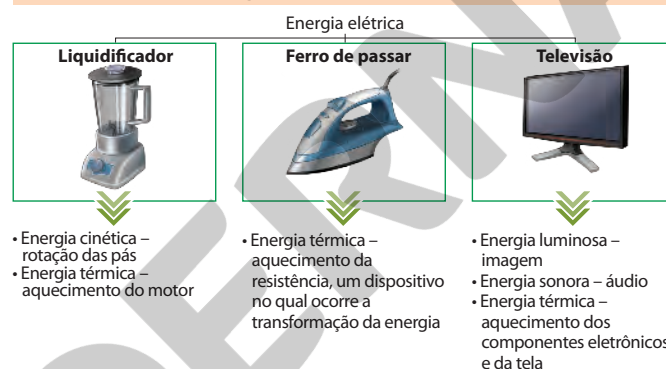 Energia elétrica
Liquidificador
Ferro de passar
Televisão
• Energia cinética –
rotação das pás
• Energia térmica –
aquecimento do motor
• Energia térmica –
aquecimento da
resistência, um dispositivo
no qual ocorre a
transformação da energia
• Energia luminosa –
imagem
• Energia sonora – áudio
• Energia térmica –
aquecimento dos
componentes eletrônicos
e da tela